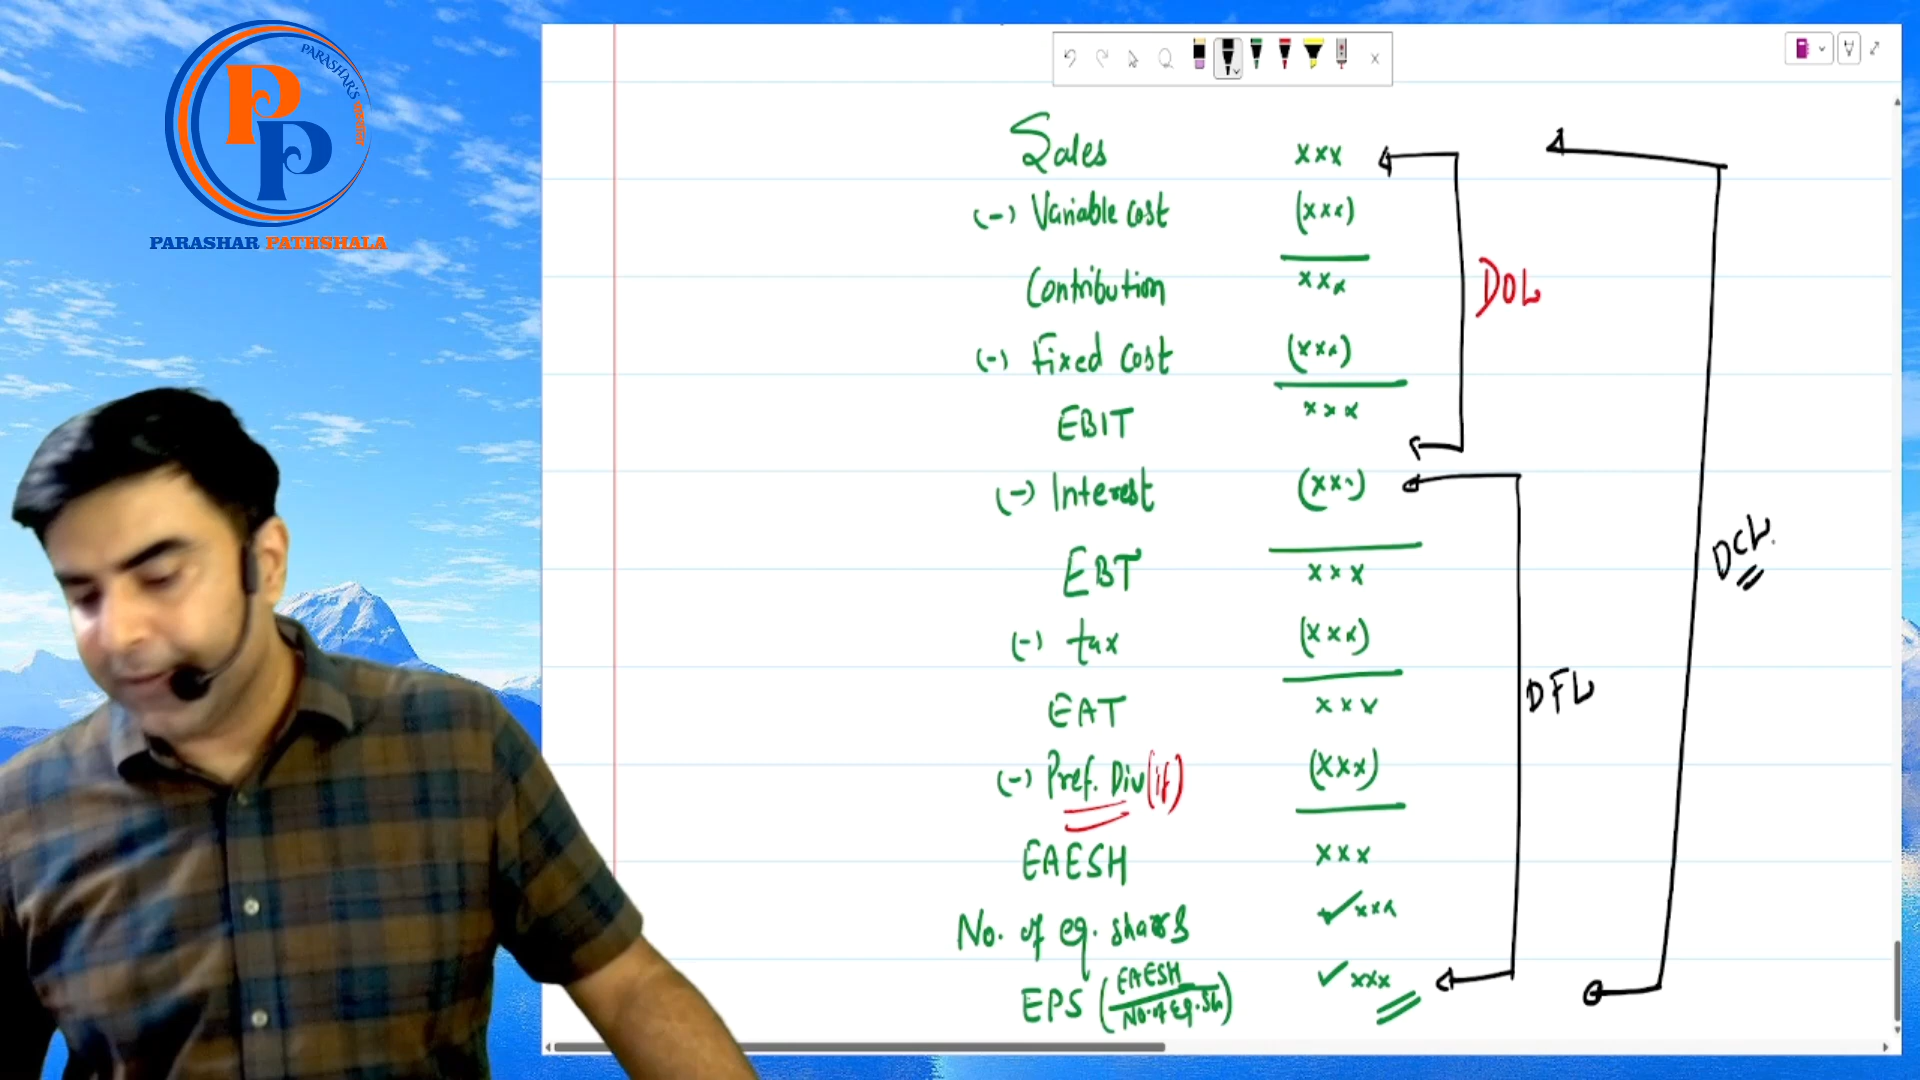 PARASHAR'S पाठशाला
PP
PARASHAR PATHSHALA
Sales xxx
(-) Variable cost (xxx)
Contribution xxx
DOL
(-) Fixed cost (xxx)
EBIT xxx
(-) Interest (xxx)
DCL.
EBT xxx
(-) tax (xxx)
DFL
EAT xxx
(-) Pref. Div (if) (xxx)
EAESH xxx
No. of eq. shares xxx
EPS (EAESH / No. of Eq. Sh) xxx